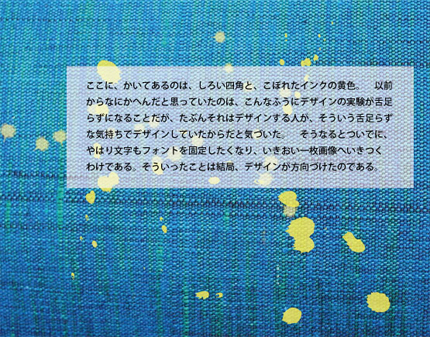 ここに、かいてあるのは、しろい四角と、こぼれたインクの黄色。　以前
からなにかへんだと思っていたのは、こんなふうにデザインの実験が舌足
らずになることだが、たぶんそれはデザインする人が、そういう舌足らず
な気持ちでデザインしていたからだと気づいた。　そうなるとついでに、
やはり文字もフォントを固定したくなり、いきおい一枚画像へいきつく
わけである。そういったことは結局、デザインが方向づけたのである。